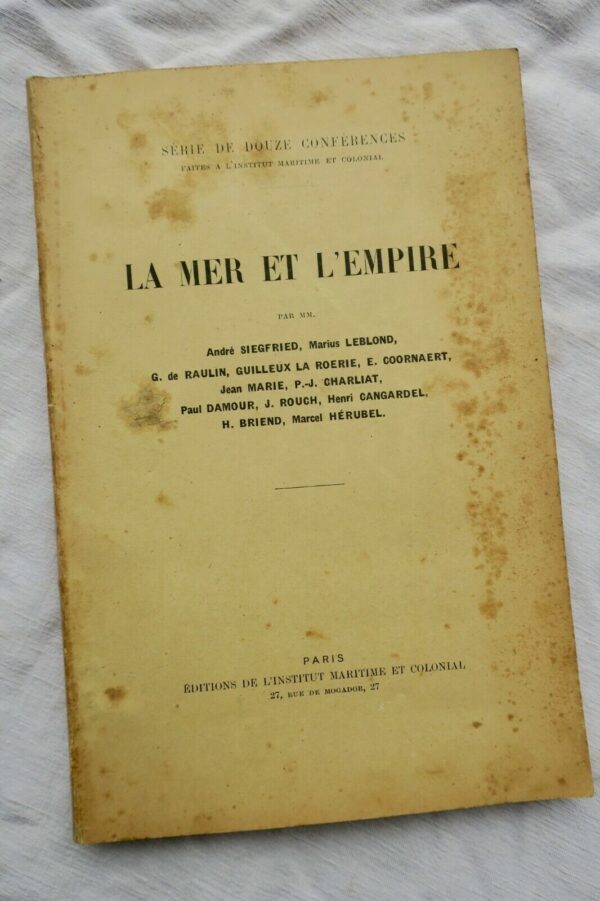 SÉRIE DE DOUZE CONFÉRENCES
FAITES A L'INSTITUT MARITIME ET COLONIAL
LA MER ET L'EMPIRE
PAR MM.
André SIEGFRIED, Marius LEBLOND,
G. de RAULIN, GUILLEUX LA ROERIE, E. COORNAERT,
Jean MARIE, P.-J. CHARLIAT,
Paul DAMOUR, J. ROUCH, Henri CANGARDEL,
H. BRIEND, Marcel HÉRUBEL.
PARIS
ÉDITIONS DE L'INSTITUT MARITIME ET COLONIAL
27, RUE DE MOGADOR, 27